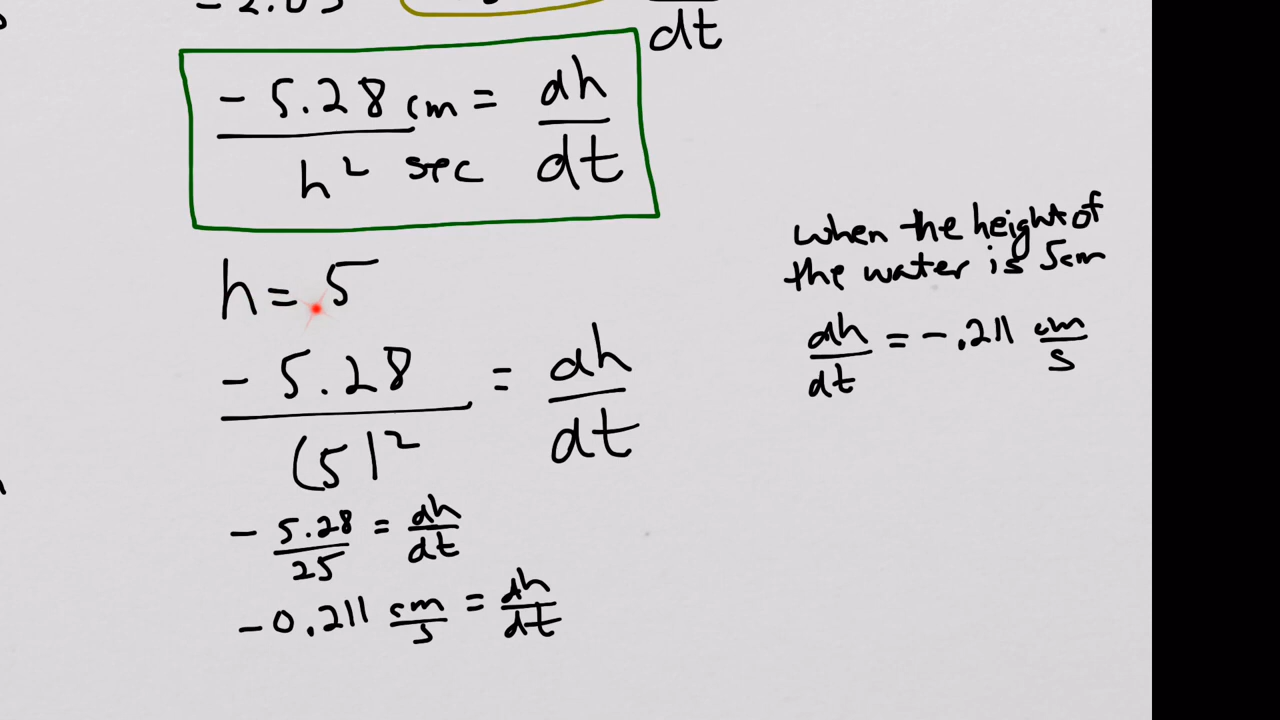 dt
- 5.28 cm = dh
h² sec dt
h = 5
- 5.28 = dh
(5)² dt
- 5.28 = dh
25 dt
-0.211 cm = dh
s dt
when the height of
the water is 5cm
dh = -.211 cm
dt s